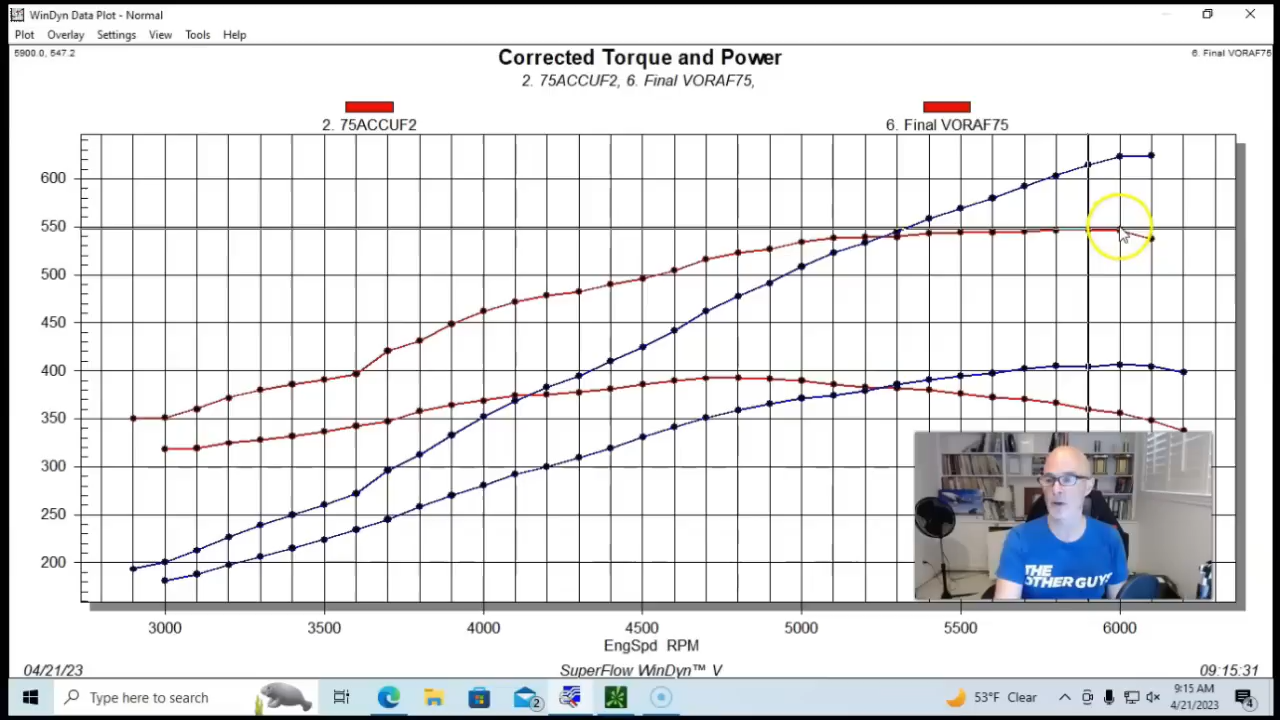 WinDyn Data Plot - Normal
Plot Overlay Settings View Tools Help
5900.0, 547.2
6. Final VORAF75
Corrected Torque and Power
2. 75ACCUF2, 6. Final VORAF75,
2. 75ACCUF2
6. Final VORAF75
600
550
500
450
400
350
300
250
200
3000 3500 4000 4500 5000 5500 6000
EngSpd RPM
THE
OTHER GUY
04/21/23
SuperFlow WinDyn™ V
09:15:31
Type here to search
2
53°F Clear
9:15 AM
4/21/2023
4